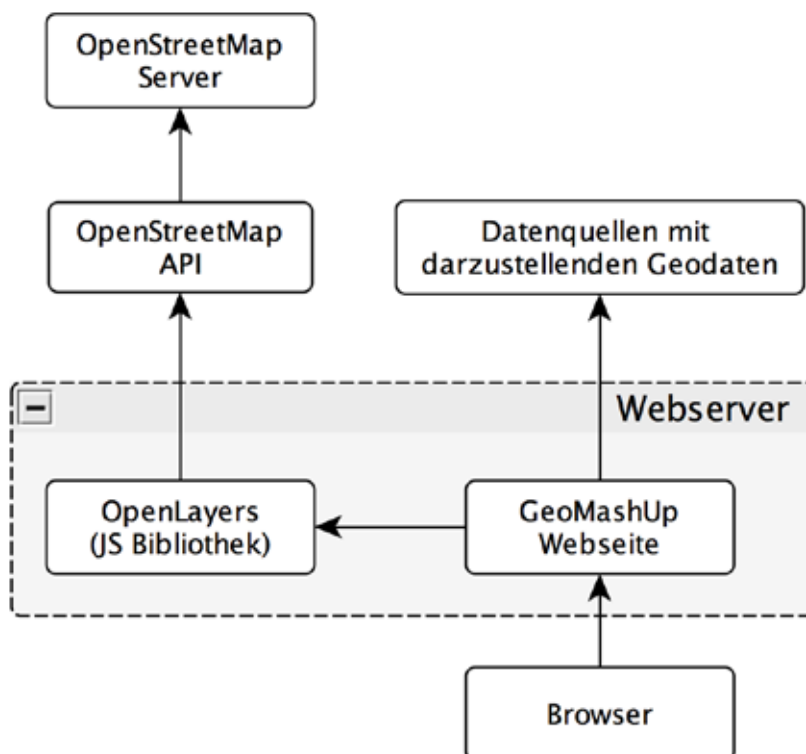 OpenStreetMap
Server
OpenStreetMap
API
Datenquellen mit
darzustellenden Geodaten
Webserver
OpenLayers
(JS Bibliothek)
GeoMashUp
Webseite
Browser